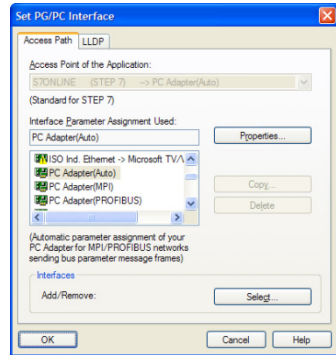 Set PG/PC Interface
Access Path
LLDP
Access Point of the Application:
S7ONLINE (STEP 7) -> PC Adapter(Auto)
(Standard for STEP 7)
Interface Parameter Assignment Used:
PC Adapter(Auto)
Properties...
ISO Ind. Ethernet -> Microsoft TV/V
PC Adapter(Auto)
PC Adapter(MPI)
PC Adapter(PROFIBUS)
Copy...
Delete
(Automatic parameter assignment of your
PC Adapter for MPI/PROFIBUS networks
sending bus parameter message frames)
Interfaces
Add/Remove:
Select...
OK
Cancel
Help